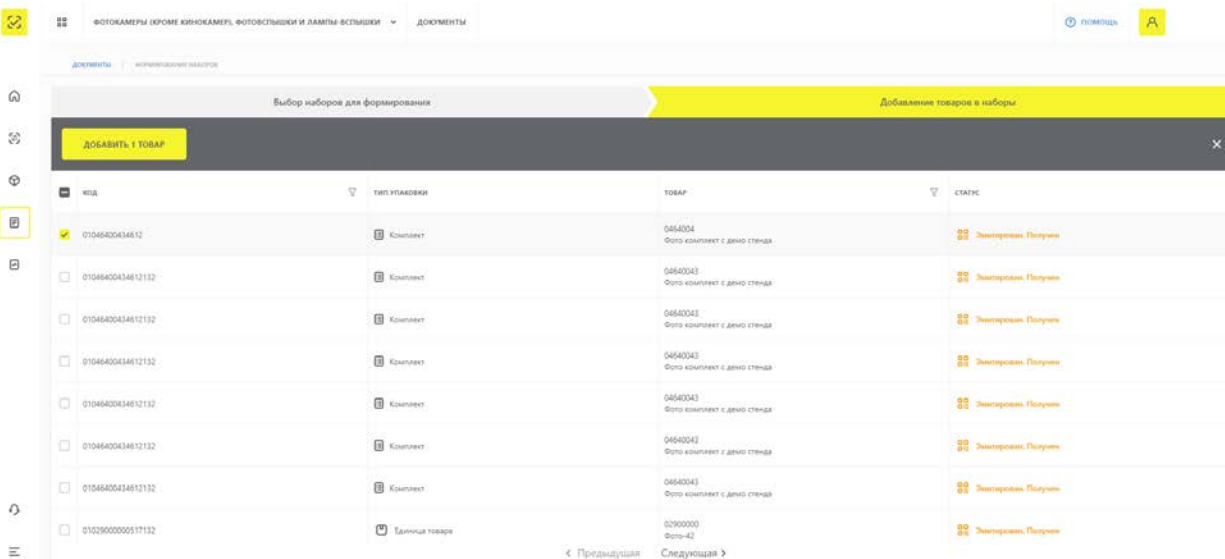 ФОТОКАМЕРЫ (КРОМЕ КИНОКАМЕР), ФОТОВСПЫШКИ И ЛАМПЫ-ВСПЫШКИ ДОКУМЕНТЫ ПОМОЩЬ
ДОКУМЕНТЫ | ФОРМИРОВАНИЕ НАБОРОВ
Выбор наборов для формирования Добавление товаров в наборы
ДОБАВИТЬ 1 ТОВАР
КОД ТИП УПАКОВКИ ТОВАР СТАТУС
01046400434612 Комплект 0464004 Эмитирован. Получен
Фото комплект с демо стенда
01046400434612132 Комплект 04640043 Эмитирован. Получен
Фото комплект с демо стенда
01046400434612132 Комплект 04640043 Эмитирован. Получен
Фото комплект с демо стенда
01046400434612132 Комплект 04640043 Эмитирован. Получен
Фото комплект с демо стенда
01046400434612132 Комплект 04640043 Эмитирован. Получен
Фото комплект с демо стенда
01046400434612132 Комплект 04640043 Эмитирован. Получен
Фото комплект с демо стенда
01046400434612132 Комплект 04640043 Эмитирован. Получен
Фото комплект с демо стенда
01029000000517132 Единица товара 02900000 Эмитирован. Получен
Фото-42
Предыдущая Следующая